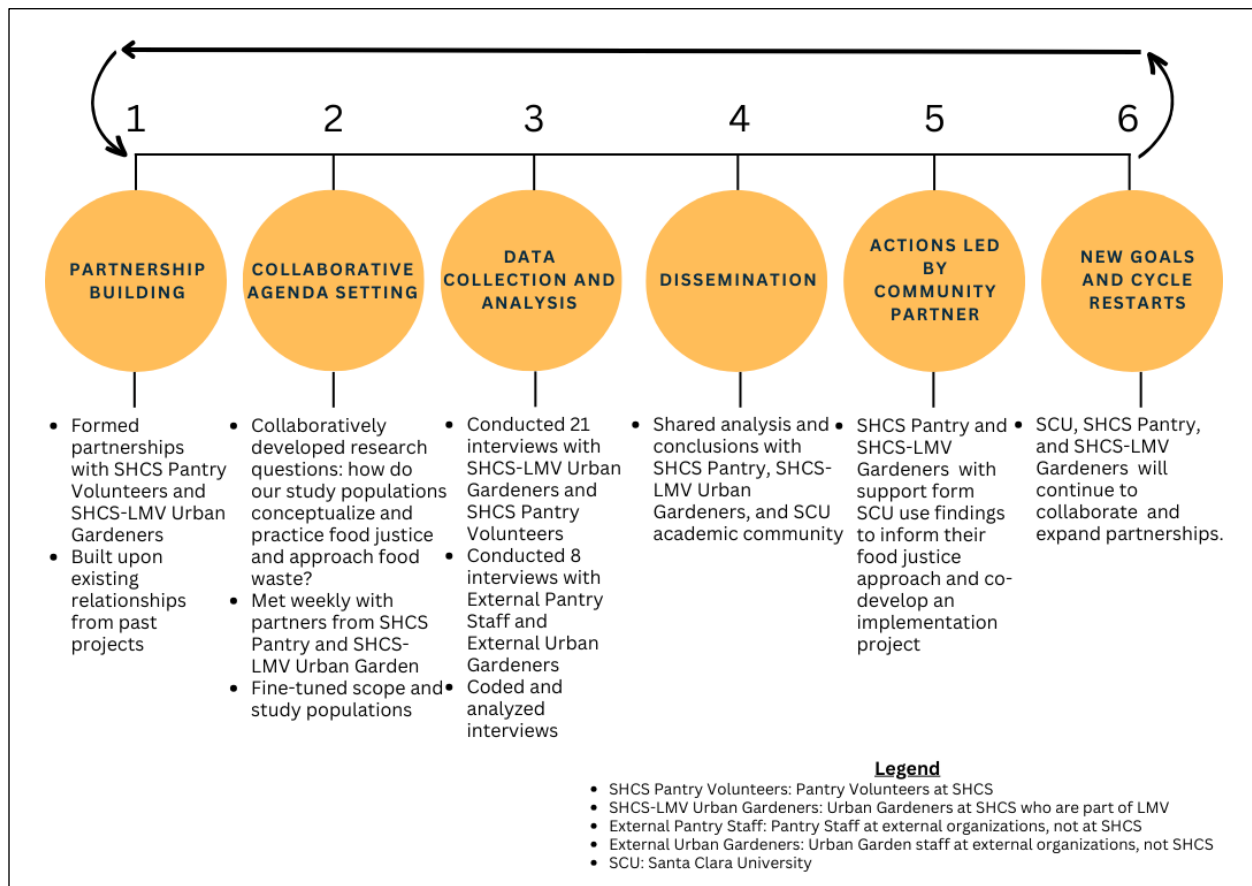 1
2
3
4
5
6
PARTNERSHIP
BUILDING
COLLABORATIVE
AGENDA SETTING
DATA
COLLECTION AND
ANALYSIS
DISSEMINATION
ACTIONS LED
BY
COMMUNITY
PARTNER
NEW GOALS
AND CYCLE
RESTARTS
• Formed
partnerships
with SHCS Pantry
Volunteers and
SHCS-LMV Urban
Gardeners
• Built upon
existing
relationships
from past
projects
• Collaboratively
developed research
questions: how do
our study populations
conceptualize and
practice food justice
and approach food
waste?
• Met weekly with
partners from SHCS
Pantry and SHCS-
LMV Urban Garden
• Fine-tuned scope and
study populations
• Conducted 21
interviews with
SHCS-LMV Urban
Gardeners and
SHCS Pantry
Volunteers
• Conducted 8
interviews with
External Pantry
Staff and
External Urban
Gardeners
• Coded and
analyzed
interviews
• Shared analysis and
conclusions with
SHCS Pantry, SHCS-
LMV Urban
Gardeners, and SCU
academic community
• SHCS Pantry and
SHCS-LMV
Gardeners with
support form
SCU use findings
to inform their
food justice
approach and co-
develop an
implementation
project
• SCU, SHCS Pantry,
and SHCS-LMV
Gardeners will
continue to
collaborate and
expand partnerships.
Legend
• SHCS Pantry Volunteers: Pantry Volunteers at SHCS
• SHCS-LMV Urban Gardeners: Urban Gardeners at SHCS who are part of LMV
• External Pantry Staff: Pantry Staff at external organizations, not at SHCS
• External Urban Gardeners: Urban Garden staff at external organizations, not SHCS
• SCU: Santa Clara University